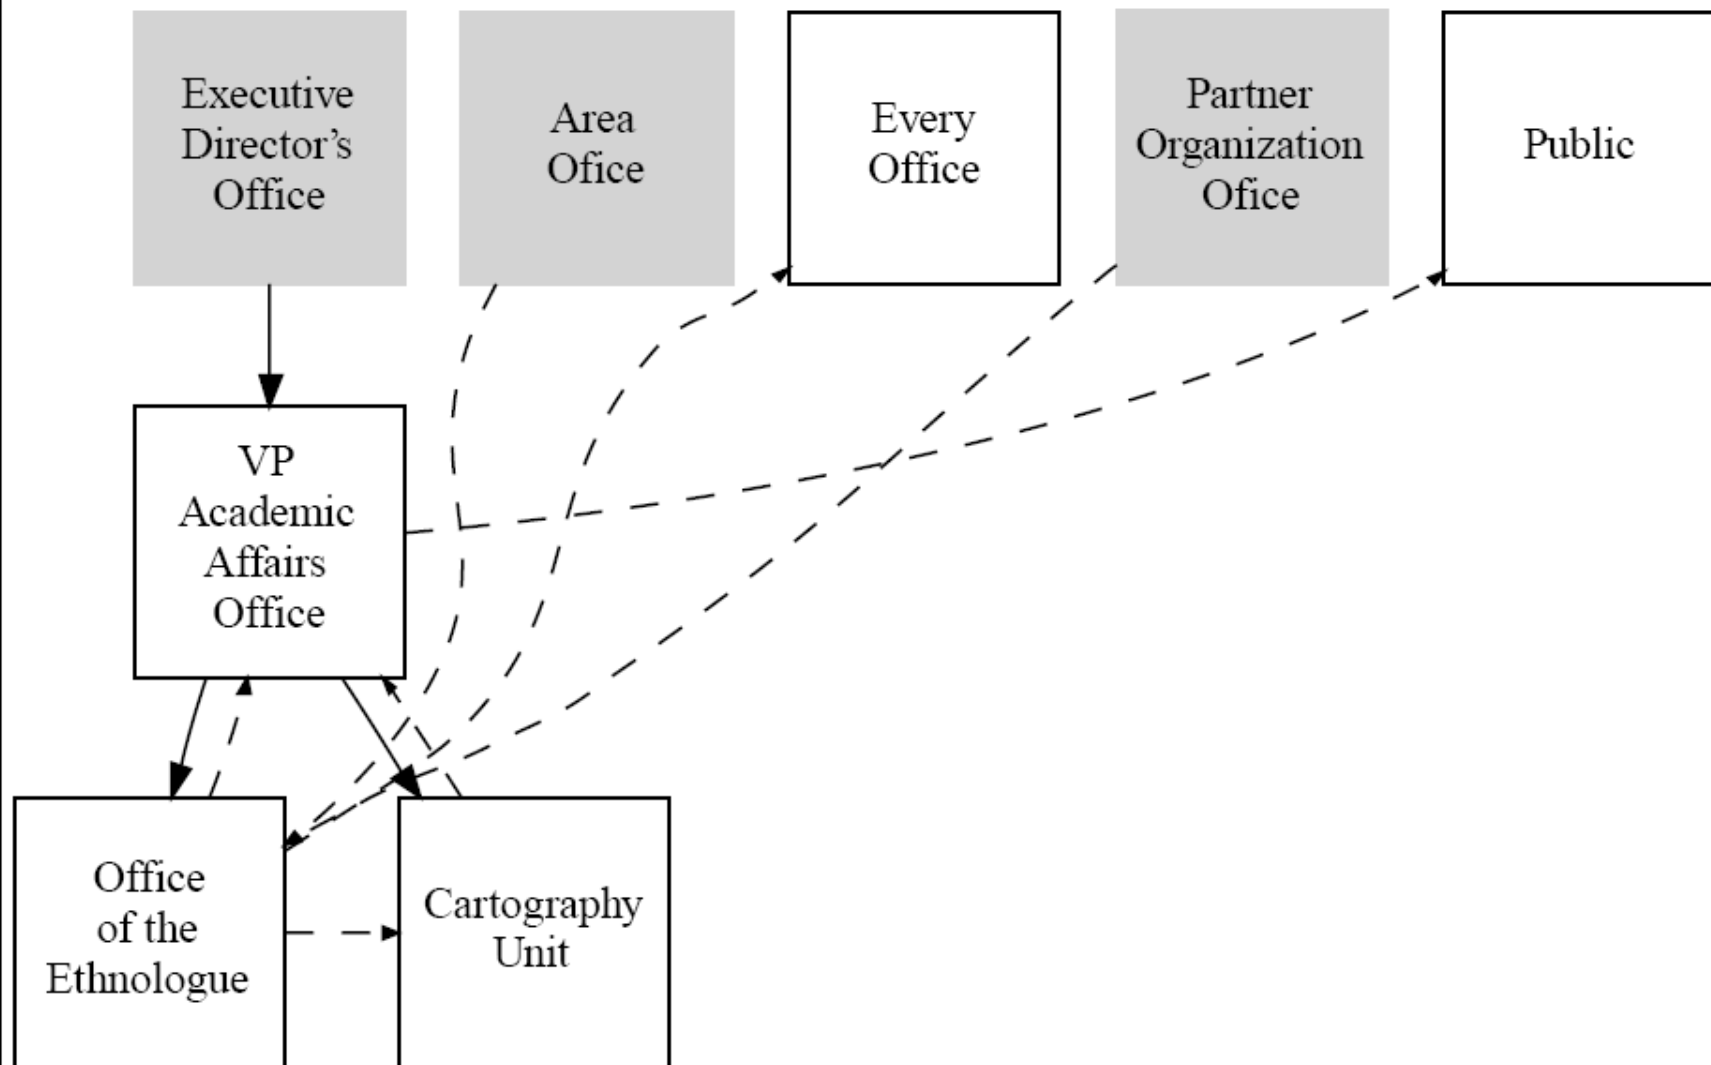 Executive
Director’s
Office
Area
Ofice
Every
Office
Partner
Organization
Ofice
Public
VP
Academic
Affairs
Office
Office
of the
Ethnologue
Cartography
Unit